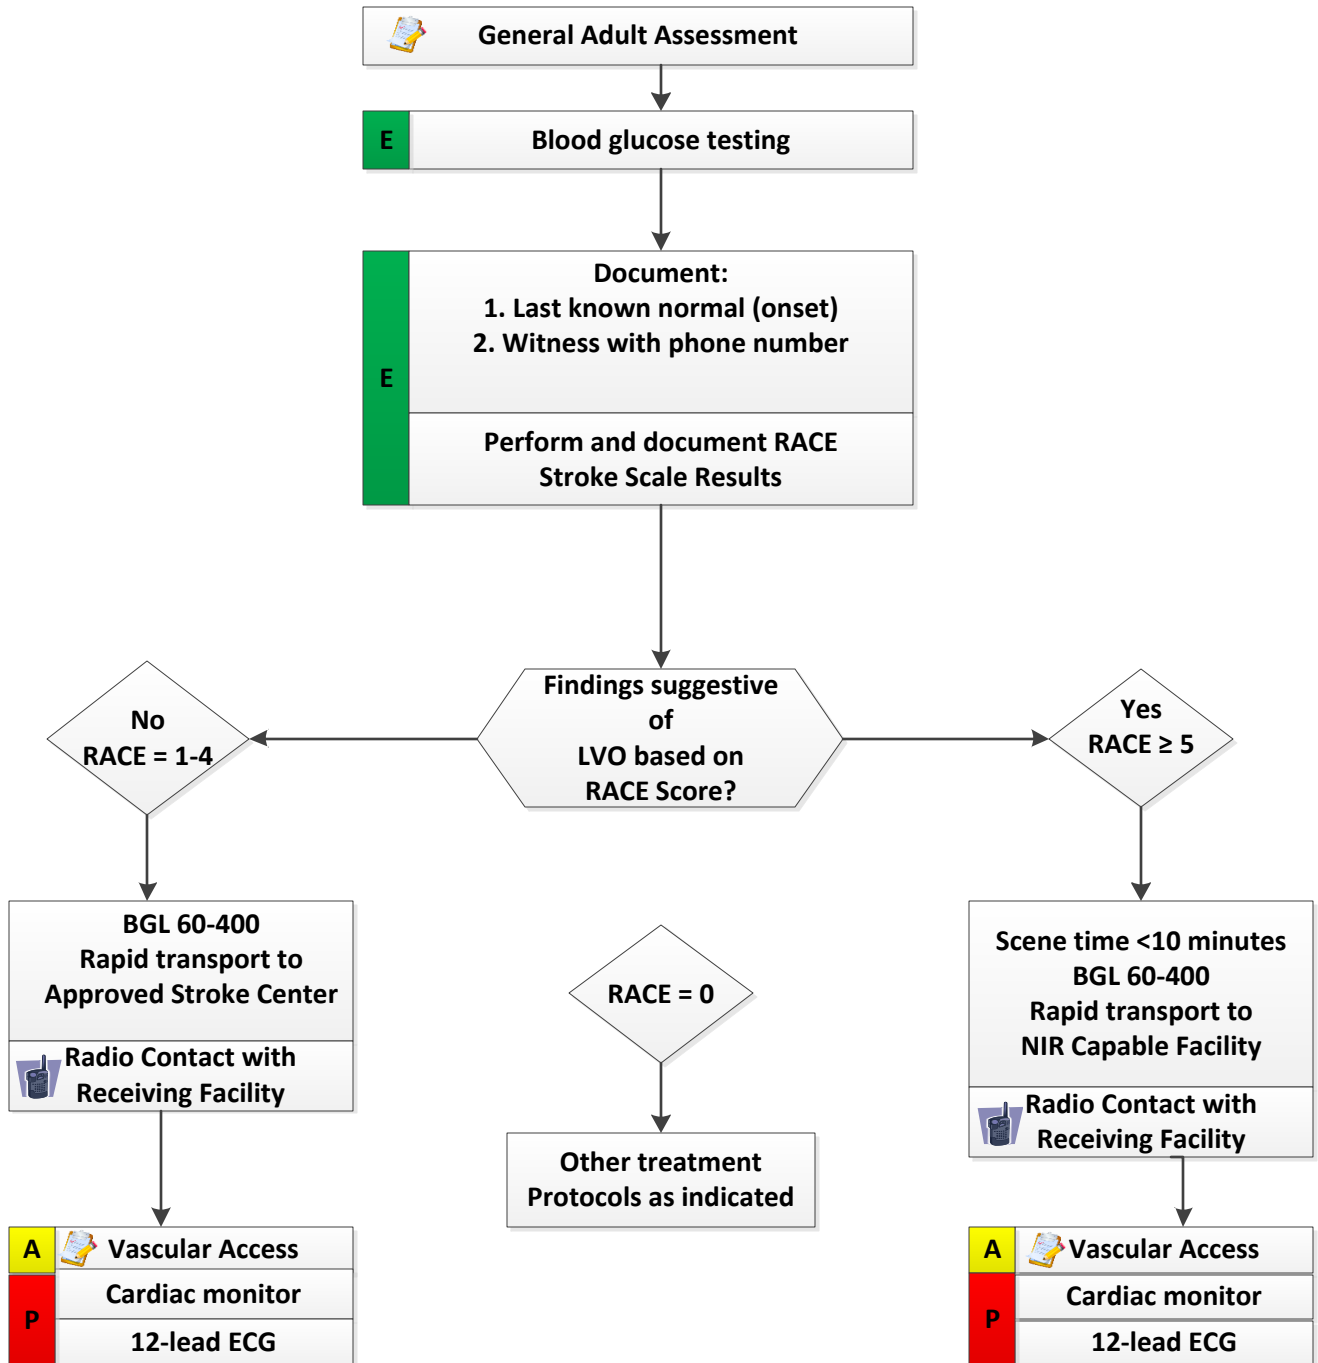 General Adult Assessment
E
Blood glucose testing
E
Document:
1. Last known normal (onset)
2. Witness with phone number
Perform and document RACE
Stroke Scale Results
Findings suggestive
of
LVO based on
RACE Score?
No
RACE = 1-4
Yes
RACE ≥ 5
BGL 60-400
Rapid transport to
Approved Stroke Center
Radio Contact with
Receiving Facility
A
Vascular Access
P
Cardiac monitor
12-lead ECG
RACE = 0
Other treatment
Protocols as indicated
Scene time <10 minutes
BGL 60-400
Rapid transport to
NIR Capable Facility
Radio Contact with
Receiving Facility
A
Vascular Access
P
Cardiac monitor
12-lead ECG